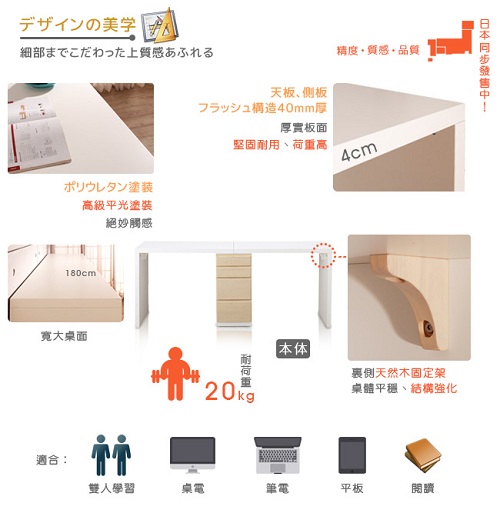 デザインの美学
細部までこだわった上質感あふれる
精度・質感・品質
日本同步發售中！
天板、側板
フラッシュ構造40mm厚
厚實板面
堅固耐用、荷重高
4cm
ポリウレタン塗裝
高級平光塗裝
絕妙觸感
180cm
寬大桌面
本体
耐荷重
20kg
裏側天然木固定架
桌體平穩、結構強化
適合：
雙人學習
桌電
筆電
平板
閱讀